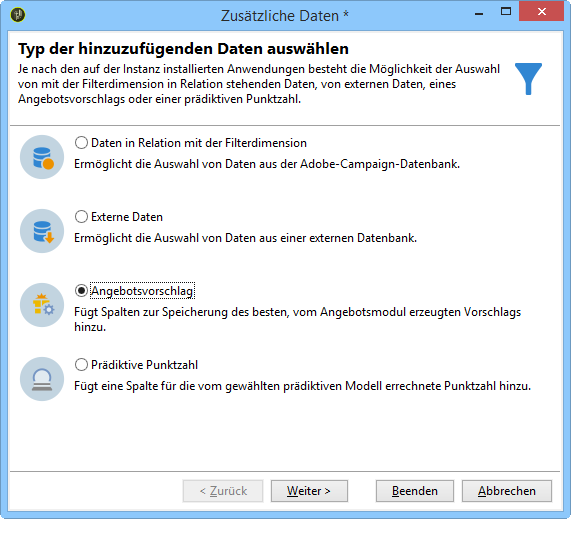 Zusätzliche Daten *
Typ der hinzuzufügenden Daten auswählen
Je nach den auf der Instanz installierten Anwendungen besteht die Möglichkeit der Auswahl
von mit der Filterdimension in Relation stehenden Daten, von externen Daten, eines
Angebotsvorschlags oder einer prädiktiven Punktzahl.
Daten in Relation mit der Filterdimension
Ermöglicht die Auswahl von Daten aus der Adobe-Campaign-Datenbank.
Externe Daten
Ermöglicht die Auswahl von Daten aus einer externen Datenbank.
Angebotsvorschlag
Fügt Spalten zur Speicherung des besten, vom Angebotsmodul erzeugten Vorschlags
hinzu.
Prädiktive Punktzahl
Fügt eine Spalte für die vom gewählten prädiktiven Modell errechnete Punktzahl hinzu.
< Zurück Weiter > Beenden Abbrechen